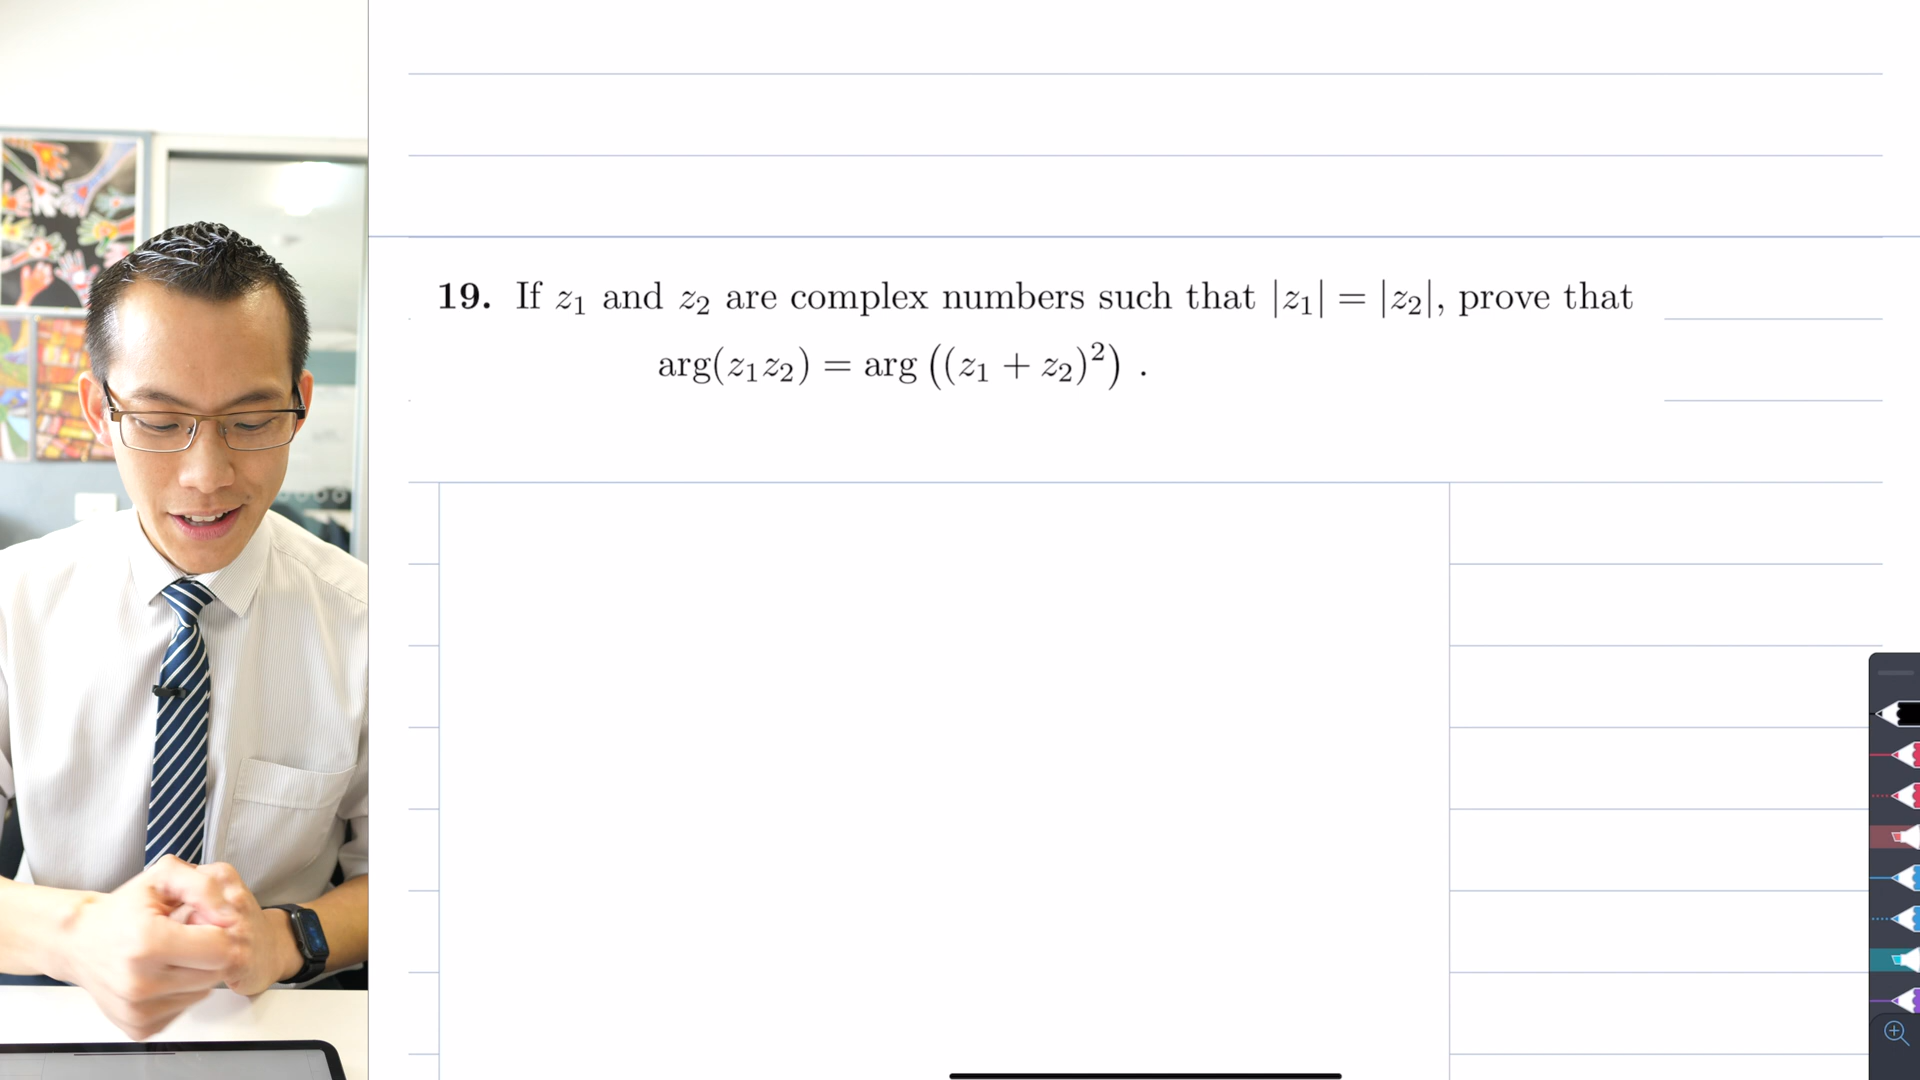 19. If z₁ and z₂ are complex numbers such that |z₁| = |z₂|, prove that
arg(z₁z₂) = arg ((z₁ + z₂)²) .